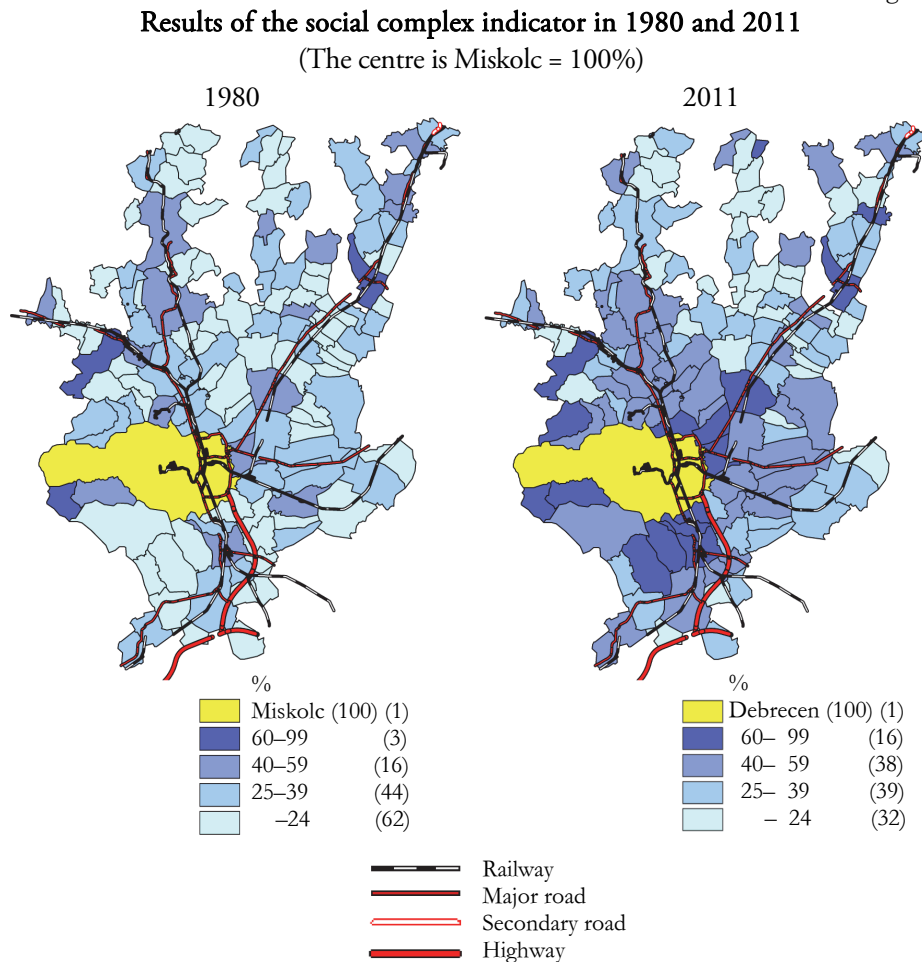 Results of the social complex indicator in 1980 and 2011
(The centre is Miskolc = 100%)
1980 2011
% %
Miskolc (100) (1) Debrecen (100) (1)
60–99 (3) 60– 99 (16)
40–59 (16) 40– 59 (38)
25–39 (44) 25– 39 (39)
–24 (62) – 24 (32)
Railway
Major road
Secondary road
Highway